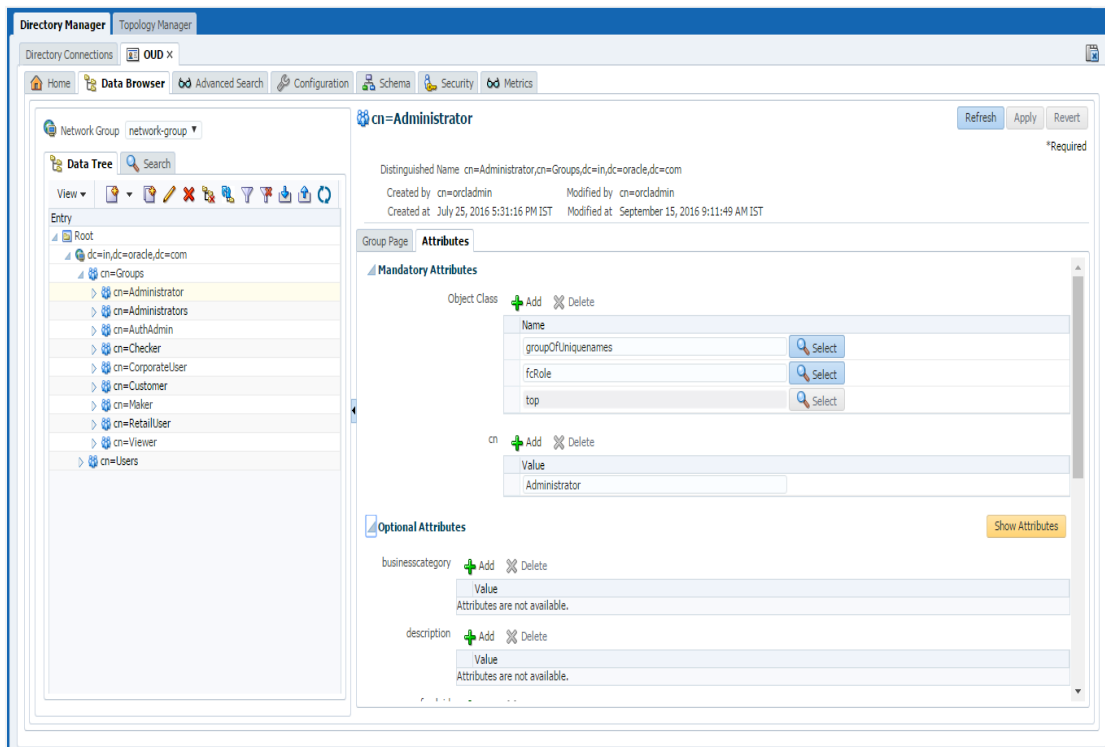 Directory Manager Topology Manager
Directory Connections OUD ×
Home Data Browser Advanced Search Configuration Schema Security Metrics
Network Group network-group
Data Tree Search
View
Entry
Root
dc=in,dc=oracle,dc=com
cn=Groups
cn=Administrator
cn=Administrators
cn=AuthAdmin
cn=Checker
cn=CorporateUser
cn=Customer
cn=Maker
cn=RetailUser
cn=Viewer
cn=Users
cn=Administrator
Refresh Apply Revert
*Required
Distinguished Name cn=Administrator,cn=Groups,dc=in,dc=oracle,dc=com
Created by cn=orcladmin Modified by cn=orcladmin
Created at July 25, 2016 5:31:16 PM IST Modified at September 15, 2016 9:11:49 AM IST
Group Page Attributes
Mandatory Attributes
Object Class Add Delete
Name
groupOfUniquenames Select
fcRole Select
top Select
cn Add Delete
Value
Administrator
Optional Attributes Show Attributes
businesscategory Add Delete
Value
Attributes are not available.
description Add Delete
Value
Attributes are not available.